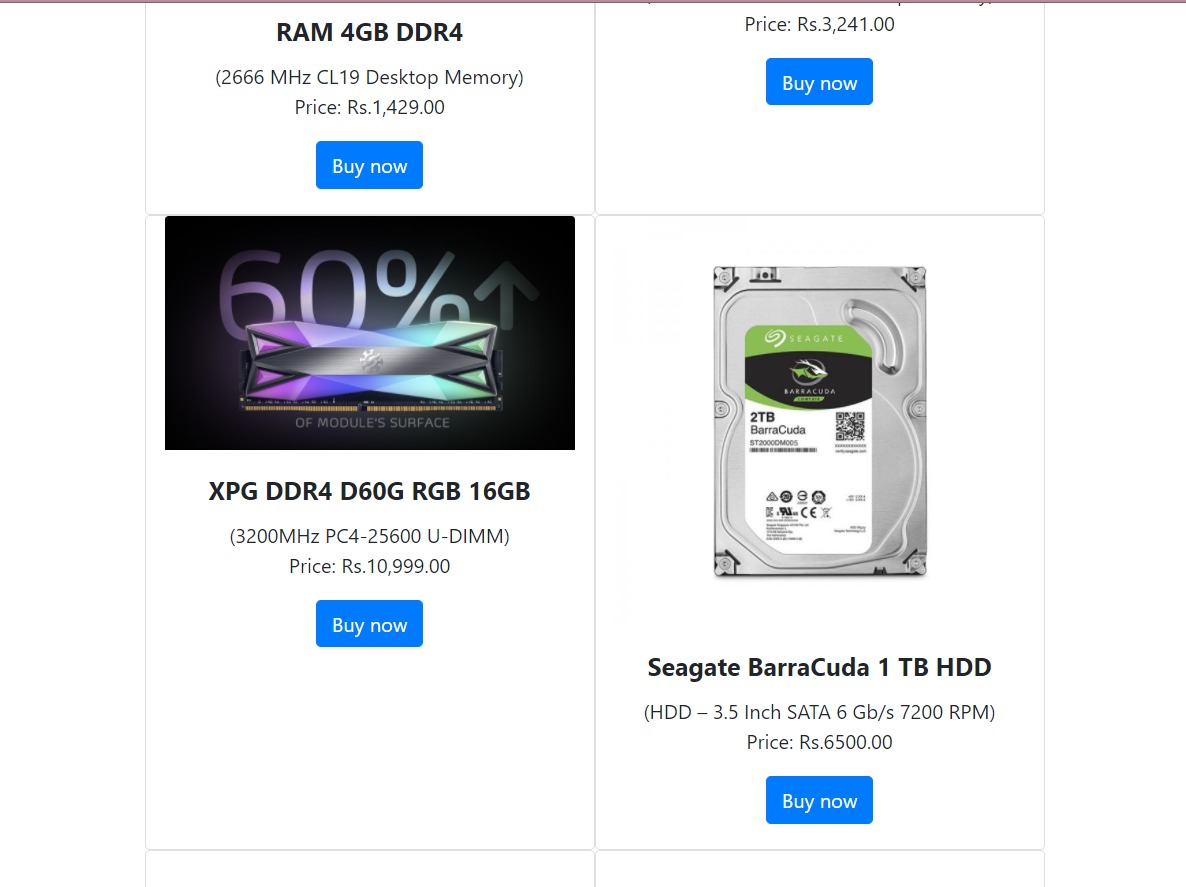 RAM 4GB DDR4
(2666 MHz CL19 Desktop Memory)
Price: Rs.1,429.00
Buy now
Price: Rs.3,241.00
Buy now
60%
OF MODULE'S SURFACE
XPG DDR4 D60G RGB 16GB
(3200MHz PC4-25600 U-DIMM)
Price: Rs.10,999.00
Buy now
SEAGATE
BARRACUDA
2TB
BarraCuda
ST2000DM005
Seagate BarraCuda 1 TB HDD
(HDD – 3.5 Inch SATA 6 Gb/s 7200 RPM)
Price: Rs.6500.00
Buy now